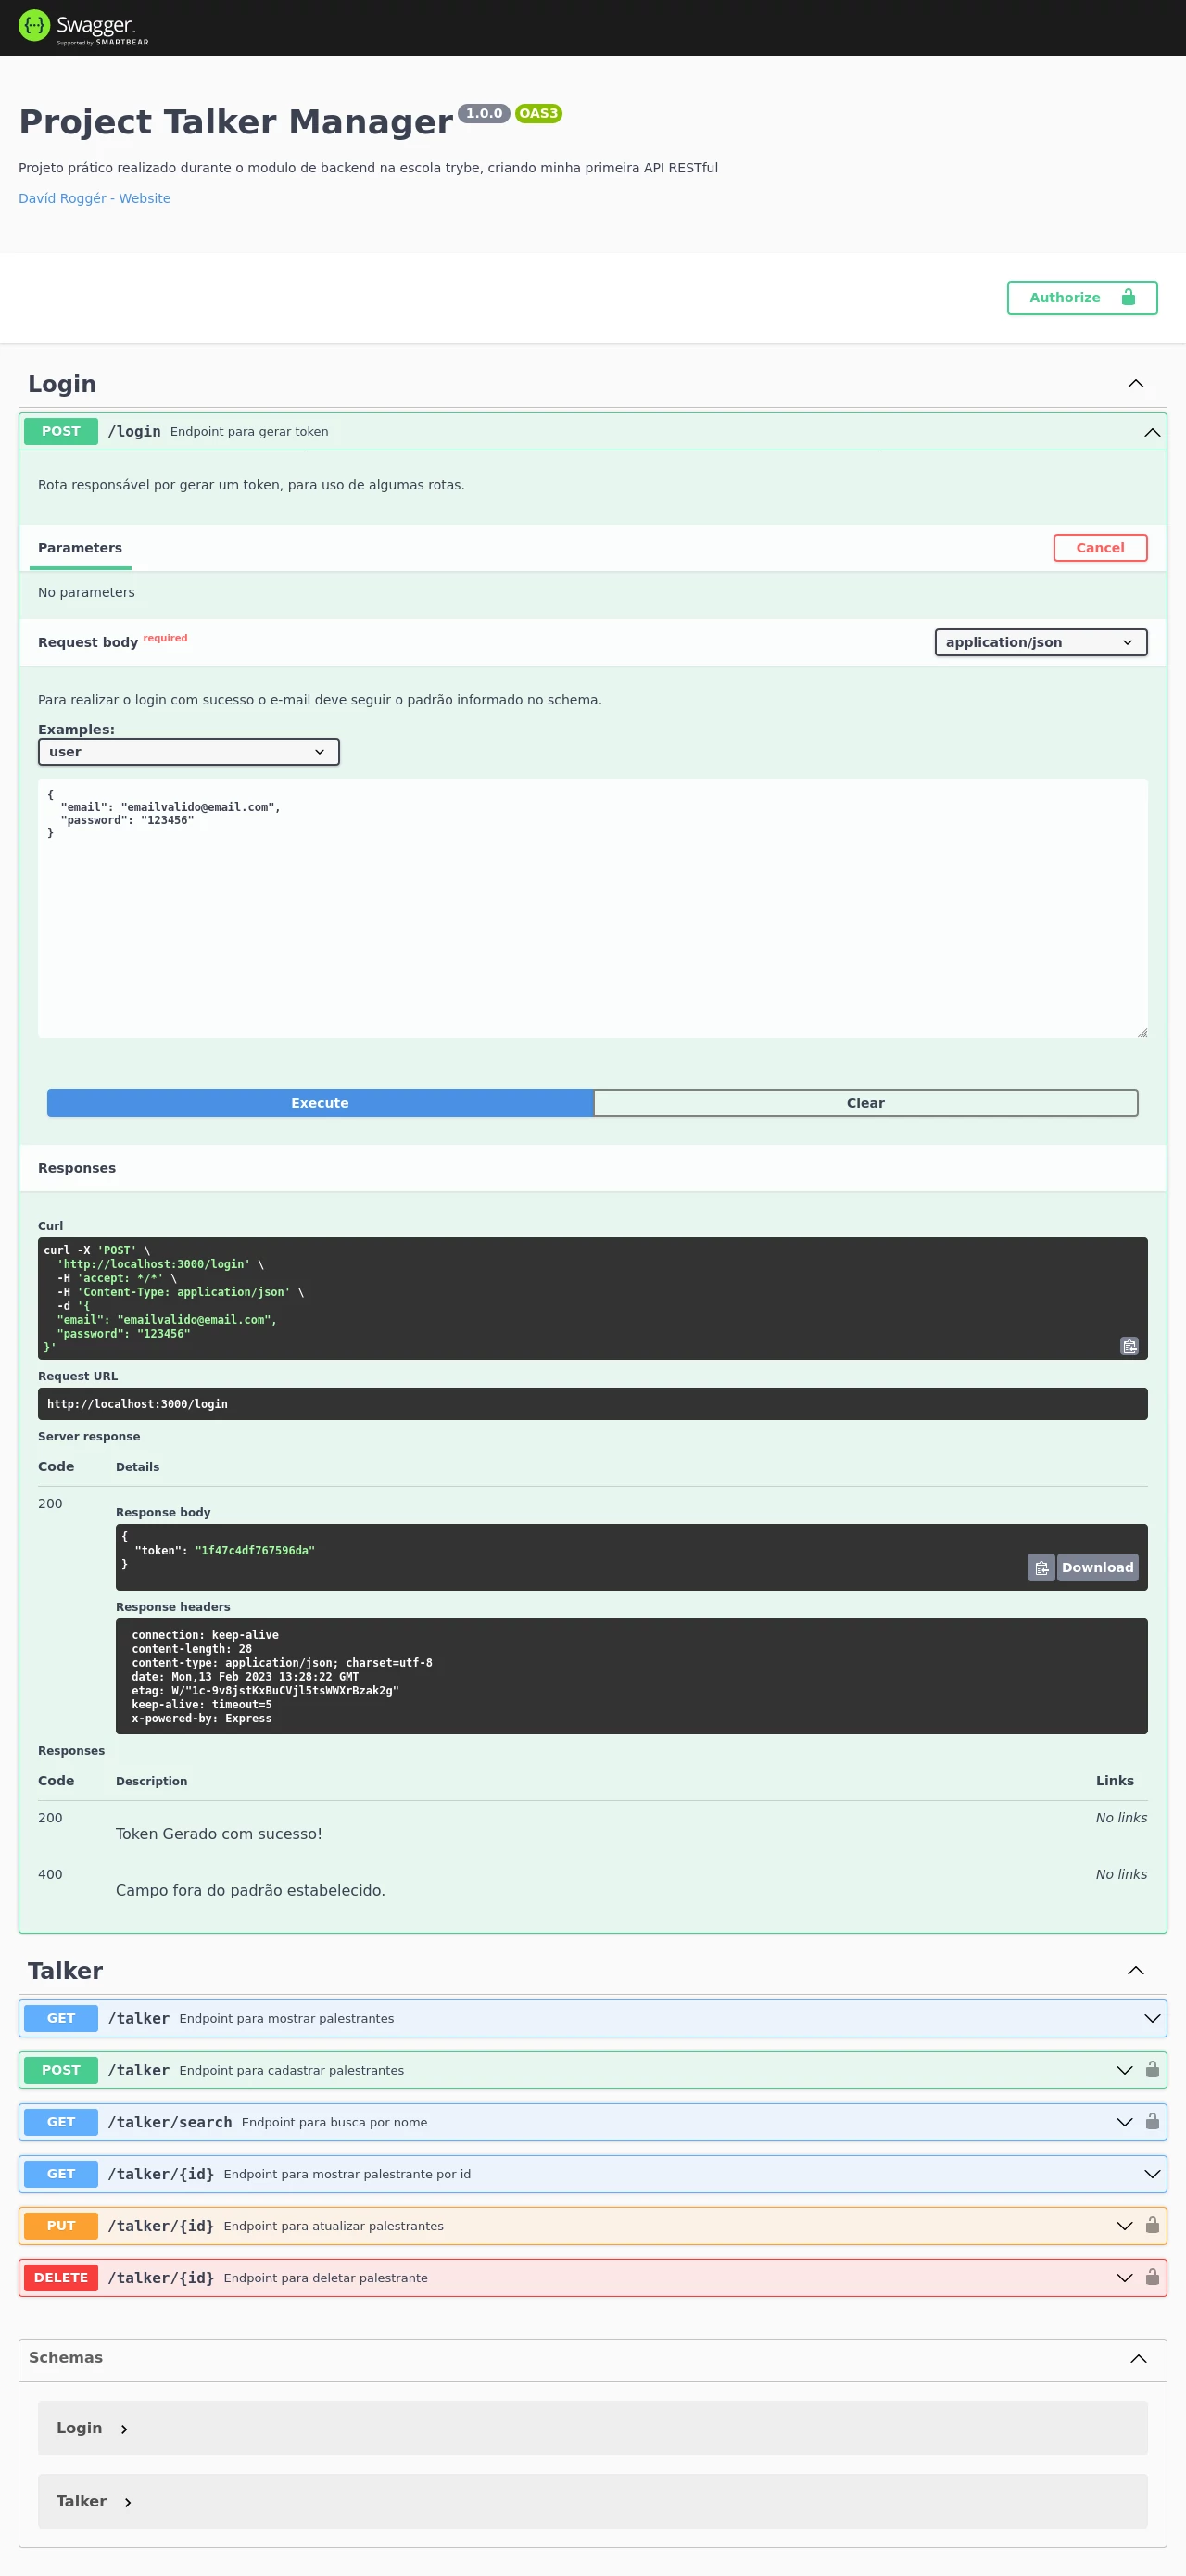 Swagger.
Supported by SMARTBEAR
Project Talker Manager 1.0.0 OAS3
Projeto prático realizado durante o modulo de backend na escola trybe, criando minha primeira API RESTful
Davíd Roggér - Website
Authorize
Login
POST /login Endpoint para gerar token
Rota responsável por gerar um token, para uso de algumas rotas.
Parameters Cancel
No parameters
Request body required application/json
Para realizar o login com sucesso o e-mail deve seguir o padrão informado no schema.
Examples:
user
{
"email": "emailvalido@email.com",
"password": "123456"
}
Execute Clear
Responses
Curl
curl -X 'POST' \
'http://localhost:3000/login' \
-H 'accept: */*' \
-H 'Content-Type: application/json' \
-d '{
"email": "emailvalido@email.com",
"password": "123456"
}'
Request URL
http://localhost:3000/login
Server response
Code Details
200
Response body
{
"token": "1f47c4df767596da"
}
Download
Response headers
connection: keep-alive
content-length: 28
content-type: application/json; charset=utf-8
date: Mon,13 Feb 2023 13:28:22 GMT
etag: W/"1c-9v8jstKxBuCVjl5tsWWXrBzak2g"
keep-alive: timeout=5
x-powered-by: Express
Responses
Code Description Links
200 No links
Token Gerado com sucesso!
400 No links
Campo fora do padrão estabelecido.
Talker
GET /talker Endpoint para mostrar palestrantes
POST /talker Endpoint para cadastrar palestrantes
GET /talker/search Endpoint para busca por nome
GET /talker/{id} Endpoint para mostrar palestrante por id
PUT /talker/{id} Endpoint para atualizar palestrantes
DELETE /talker/{id} Endpoint para deletar palestrante
Schemas
Login
Talker